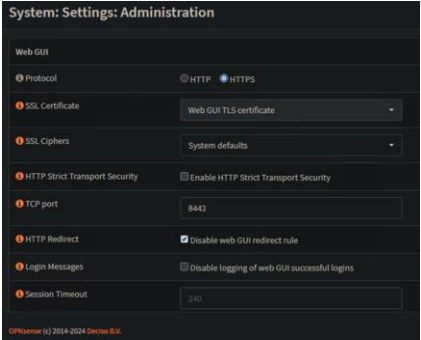 System: Settings: Administration
Web GUI
Protocol HTTP HTTPS
SSL Certificate Web GUI TLS certificate
SSL Ciphers System defaults
HTTP Strict Transport Security Enable HTTP Strict Transport Security
TCP port 8443
HTTP Redirect Disable web GUI redirect rule
Login Messages Disable logging of web GUI successful logins
Session Timeout 240
OPNsense (c) 2014-2024 Deciso B.V.